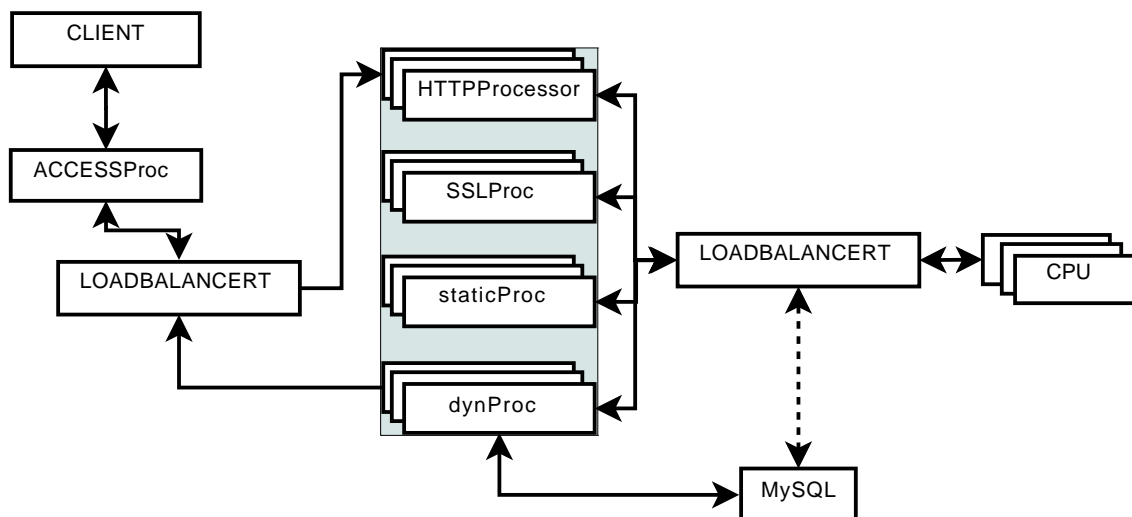 CLIENT
ACCESSProc
LOADBALANCERT
HTTPProcessor
SSLProc
staticProc
dynProc
LOADBALANCERT
CPU
MySQL